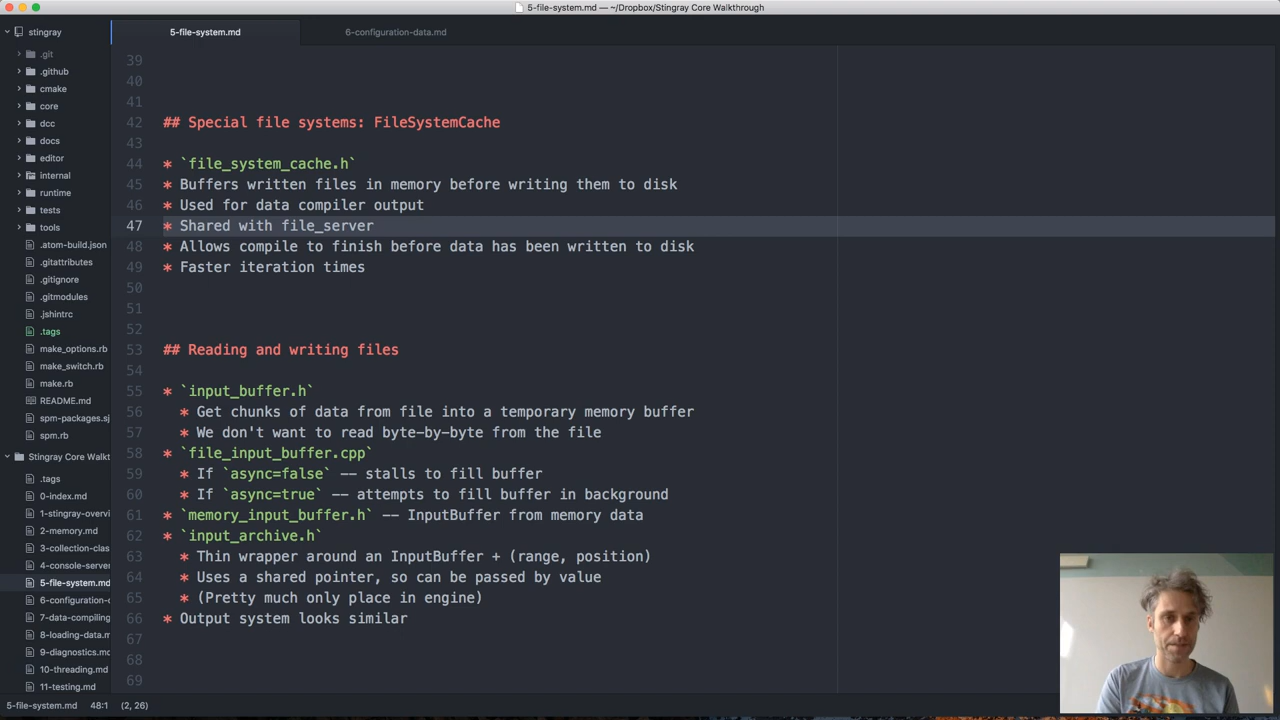 5-file-system.md — ~/Dropbox/Stingray Core Walkthrough
stingray
.git
.github
cmake
core
dcc
docs
editor
internal
runtime
tests
tools
.atom-build.json
.gitattributes
.gitignore
.gitmodules
.jshintrc
.tags
make_options.rb
make_switch.rb
make.rb
README.md
spm-packages.sj
spm.rb
Stingray Core Walkt
.tags
0-index.md
1-stingray-overvi
2-memory.md
3-collection-clas
4-console-server
5-file-system.md
6-configuration-d
7-data-compiling
8-loading-data.m
9-diagnostics.md
10-threading.md
11-testing.md
5-file-system.md
6-configuration-data.md
39
40
41
42 ## Special file systems: FileSystemCache
43
44 * `file_system_cache.h`
45 * Buffers written files in memory before writing them to disk
46 * Used for data compiler output
47 * Shared with file_server
48 * Allows compile to finish before data has been written to disk
49 * Faster iteration times
50
51
52
53 ## Reading and writing files
54
55 * `input_buffer.h`
56 * Get chunks of data from file into a temporary memory buffer
57 * We don't want to read byte-by-byte from the file
58 * `file_input_buffer.cpp`
59 * If `async=false` -- stalls to fill buffer
60 * If `async=true` -- attempts to fill buffer in background
61 * `memory_input_buffer.h` -- InputBuffer from memory data
62 * `input_archive.h`
63 * Thin wrapper around an InputBuffer + (range, position)
64 * Uses a shared pointer, so can be passed by value
65 * (Pretty much only place in engine)
66 * Output system looks similar
67
68
69
5-file-system.md 48:1 (2, 26)